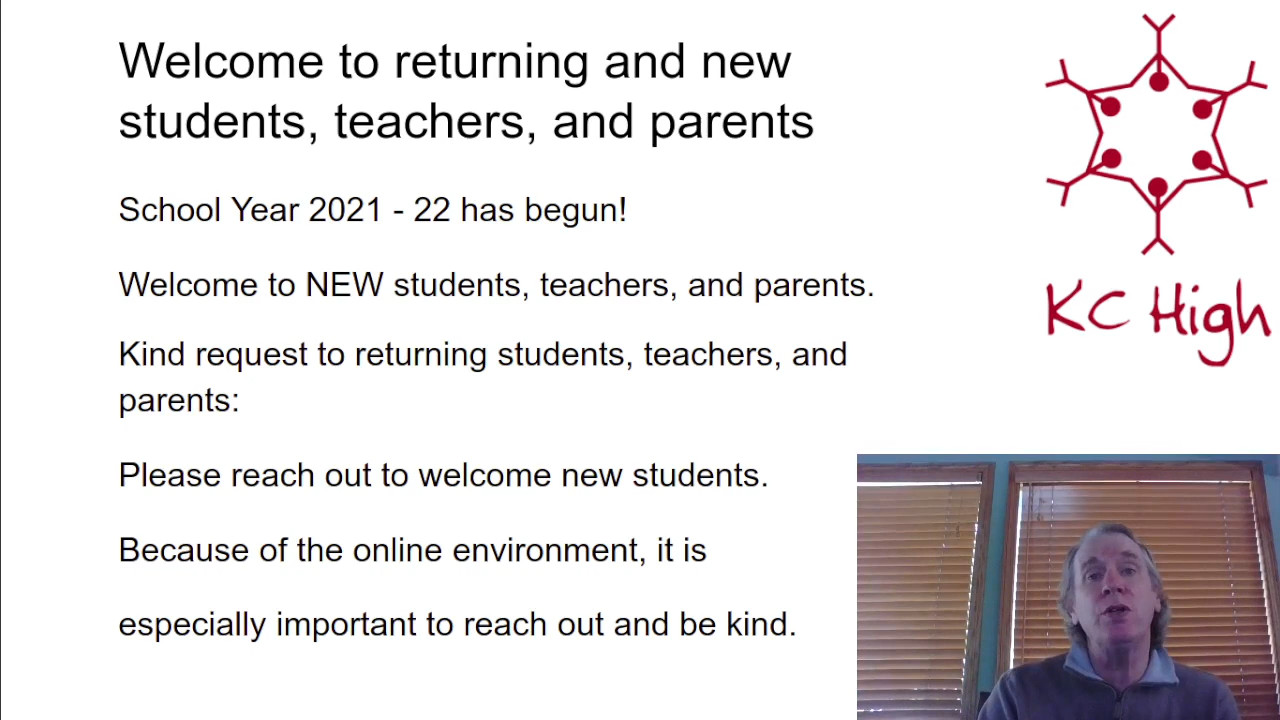 Welcome to returning and new
students, teachers, and parents
School Year 2021 - 22 has begun!
Welcome to NEW students, teachers, and parents.
Kind request to returning students, teachers, and
parents:
Please reach out to welcome new students.
Because of the online environment, it is
especially important to reach out and be kind.
KC High